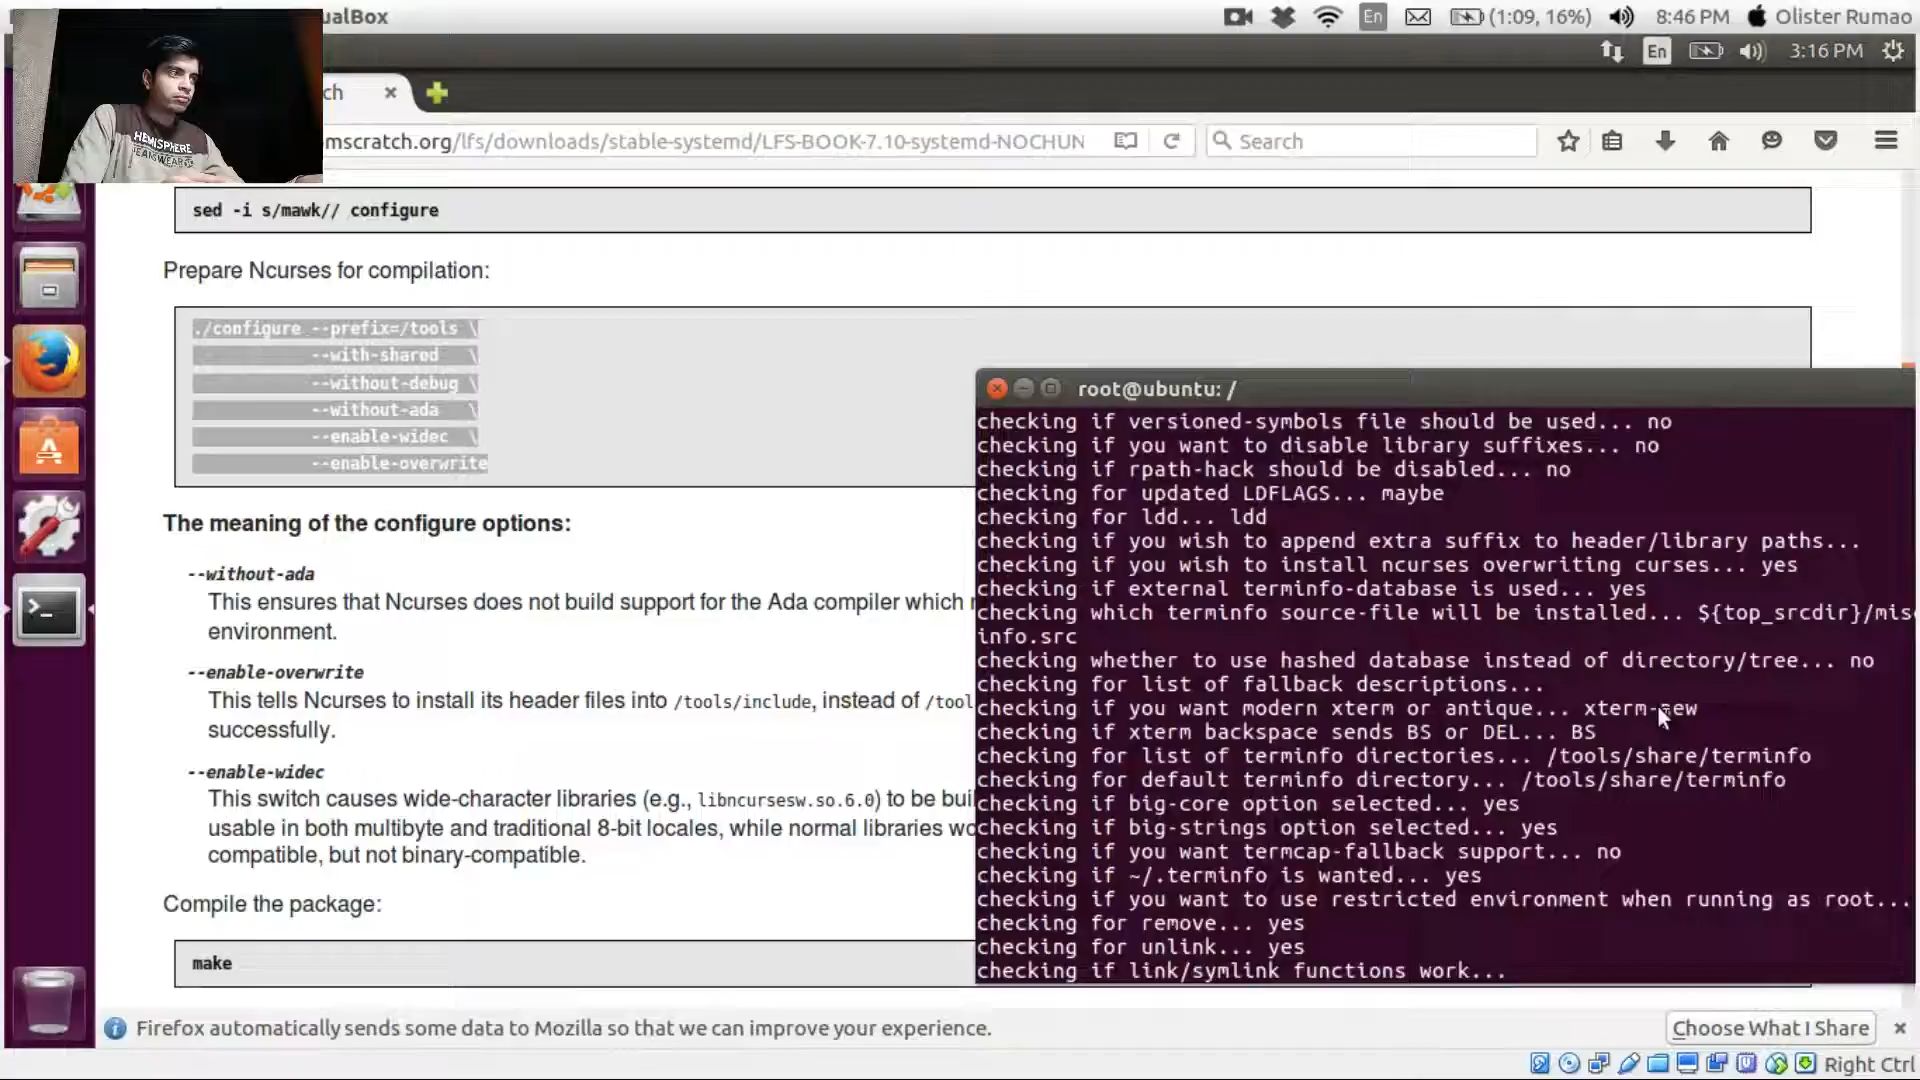 ualBox
En
(1:09, 16%)
8:46 PM
Olister Rumao
En
3:16 PM
ch
mscratch.org/lfs/downloads/stable-systemd/LFS-BOOK-7.10-systemd-NOCHUN
Search
HEMISPHERE
JEANSWEAR
sed -i s/mawk// configure
Prepare Ncurses for compilation:
./configure --prefix=/tools \
--with-shared \
--without-debug \
--without-ada \
--enable-widec \
--enable-overwrite
The meaning of the configure options:
--without-ada
This ensures that Ncurses does not build support for the Ada compiler which
environment.
--enable-overwrite
This tells Ncurses to install its header files into /tools/include, instead of /tool
successfully.
--enable-widec
This switch causes wide-character libraries (e.g., libncursesw.so.6.0) to be buil
usable in both multibyte and traditional 8-bit locales, while normal libraries wo
compatible, but not binary-compatible.
Compile the package:
make
root@ubuntu: /
checking if versioned-symbols file should be used... no
checking if you want to disable library suffixes... no
checking if rpath-hack should be disabled... no
checking for updated LDFLAGS... maybe
checking for ldd... ldd
checking if you wish to append extra suffix to header/library paths...
checking if you wish to install ncurses overwriting curses... yes
checking if external terminfo-database is used... yes
checking which terminfo source-file will be installed... ${top_srcdir}/mis
info.src
checking whether to use hashed database instead of directory/tree... no
checking for list of fallback descriptions...
checking if you want modern xterm or antique... xterm-new
checking if xterm backspace sends BS or DEL... BS
checking for list of terminfo directories... /tools/share/terminfo
checking for default terminfo directory... /tools/share/terminfo
checking if big-core option selected... yes
checking if big-strings option selected... yes
checking if you want termcap-fallback support... no
checking if ~/.terminfo is wanted... yes
checking if you want to use restricted environment when running as root...
checking for remove... yes
checking for unlink... yes
checking if link/symlink functions work...
Firefox automatically sends some data to Mozilla so that we can improve your experience.
Choose What I Share
Right Ctrl